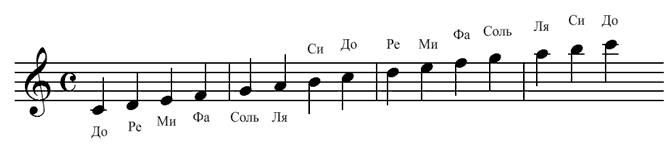 До Ре Ми Фа Соль Ля Си До Ре Ми Фа Соль Ля Си До